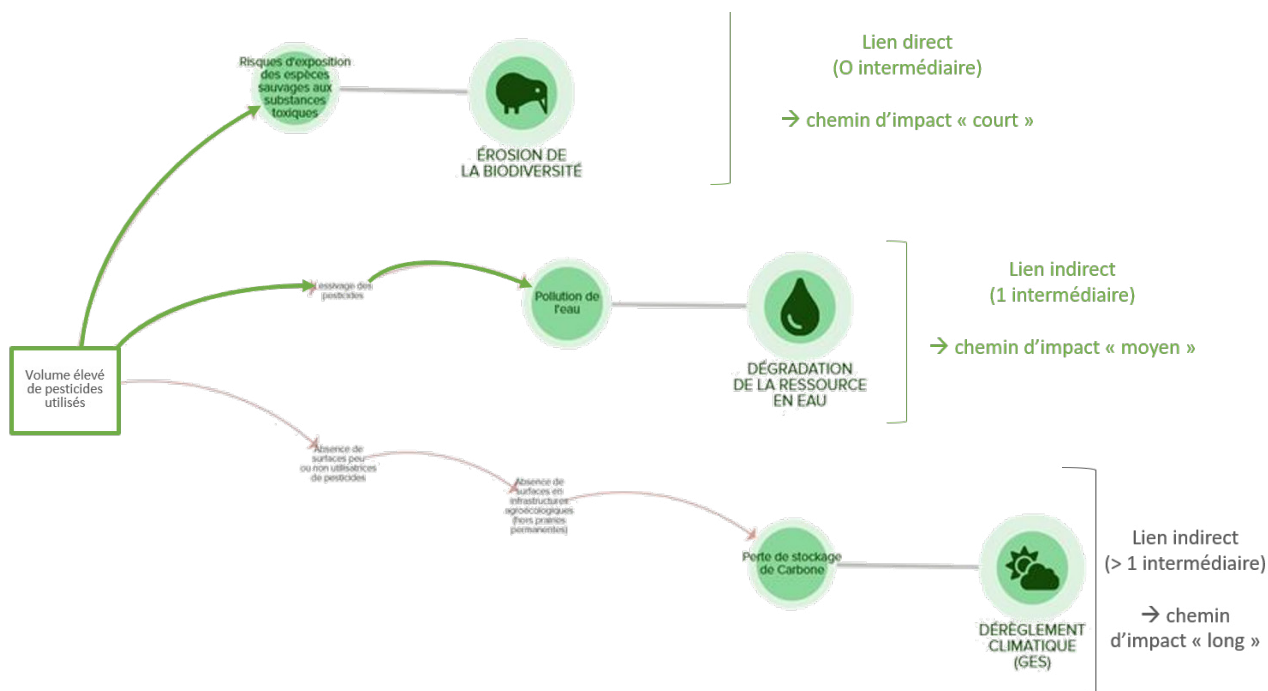 Risques d'exposition
des espèces
sauvages aux
substances
toxiques
ÉROSION DE
LA BIODIVERSITÉ
Lien direct
(O intermédiaire)
→ chemin d'impact « court »
Lessivage des
pesticides
Pollution de
l'eau
DÉGRADATION
DE LA RESSOURCE
EN EAU
Lien indirect
(1 intermédiaire)
→ chemin d'impact « moyen »
Volume élevé
de pesticides
utilisés
Absence de
surfaces peu
ou non utilisatrices
de pesticides
Absence de
surfaces en
infrastructures
agroécologiques
(hors prairies
permanentes)
Perte de stockage
de Carbone
DÉRÈGLEMENT
CLIMATIQUE
(GES)
Lien indirect
(> 1 intermédiaire)
→ chemin
d'impact « long »